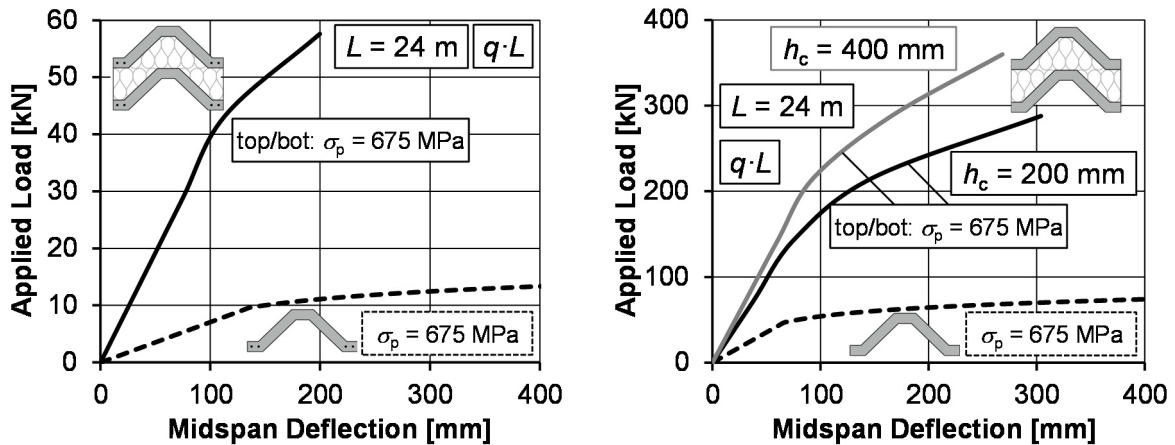 60
50
40
30
20
10
0
Applied Load [kN]
L = 24 m
q·L
top/bot: σp = 675 MPa
σp = 675 MPa
0 100 200 300 400
Midspan Deflection [mm]
400
300
200
100
0
Applied Load [kN]
hc = 400 mm
L = 24 m
q·L
hc = 200 mm
top/bot: σp = 675 MPa
σp = 675 MPa
0 100 200 300 400
Midspan Deflection [mm]